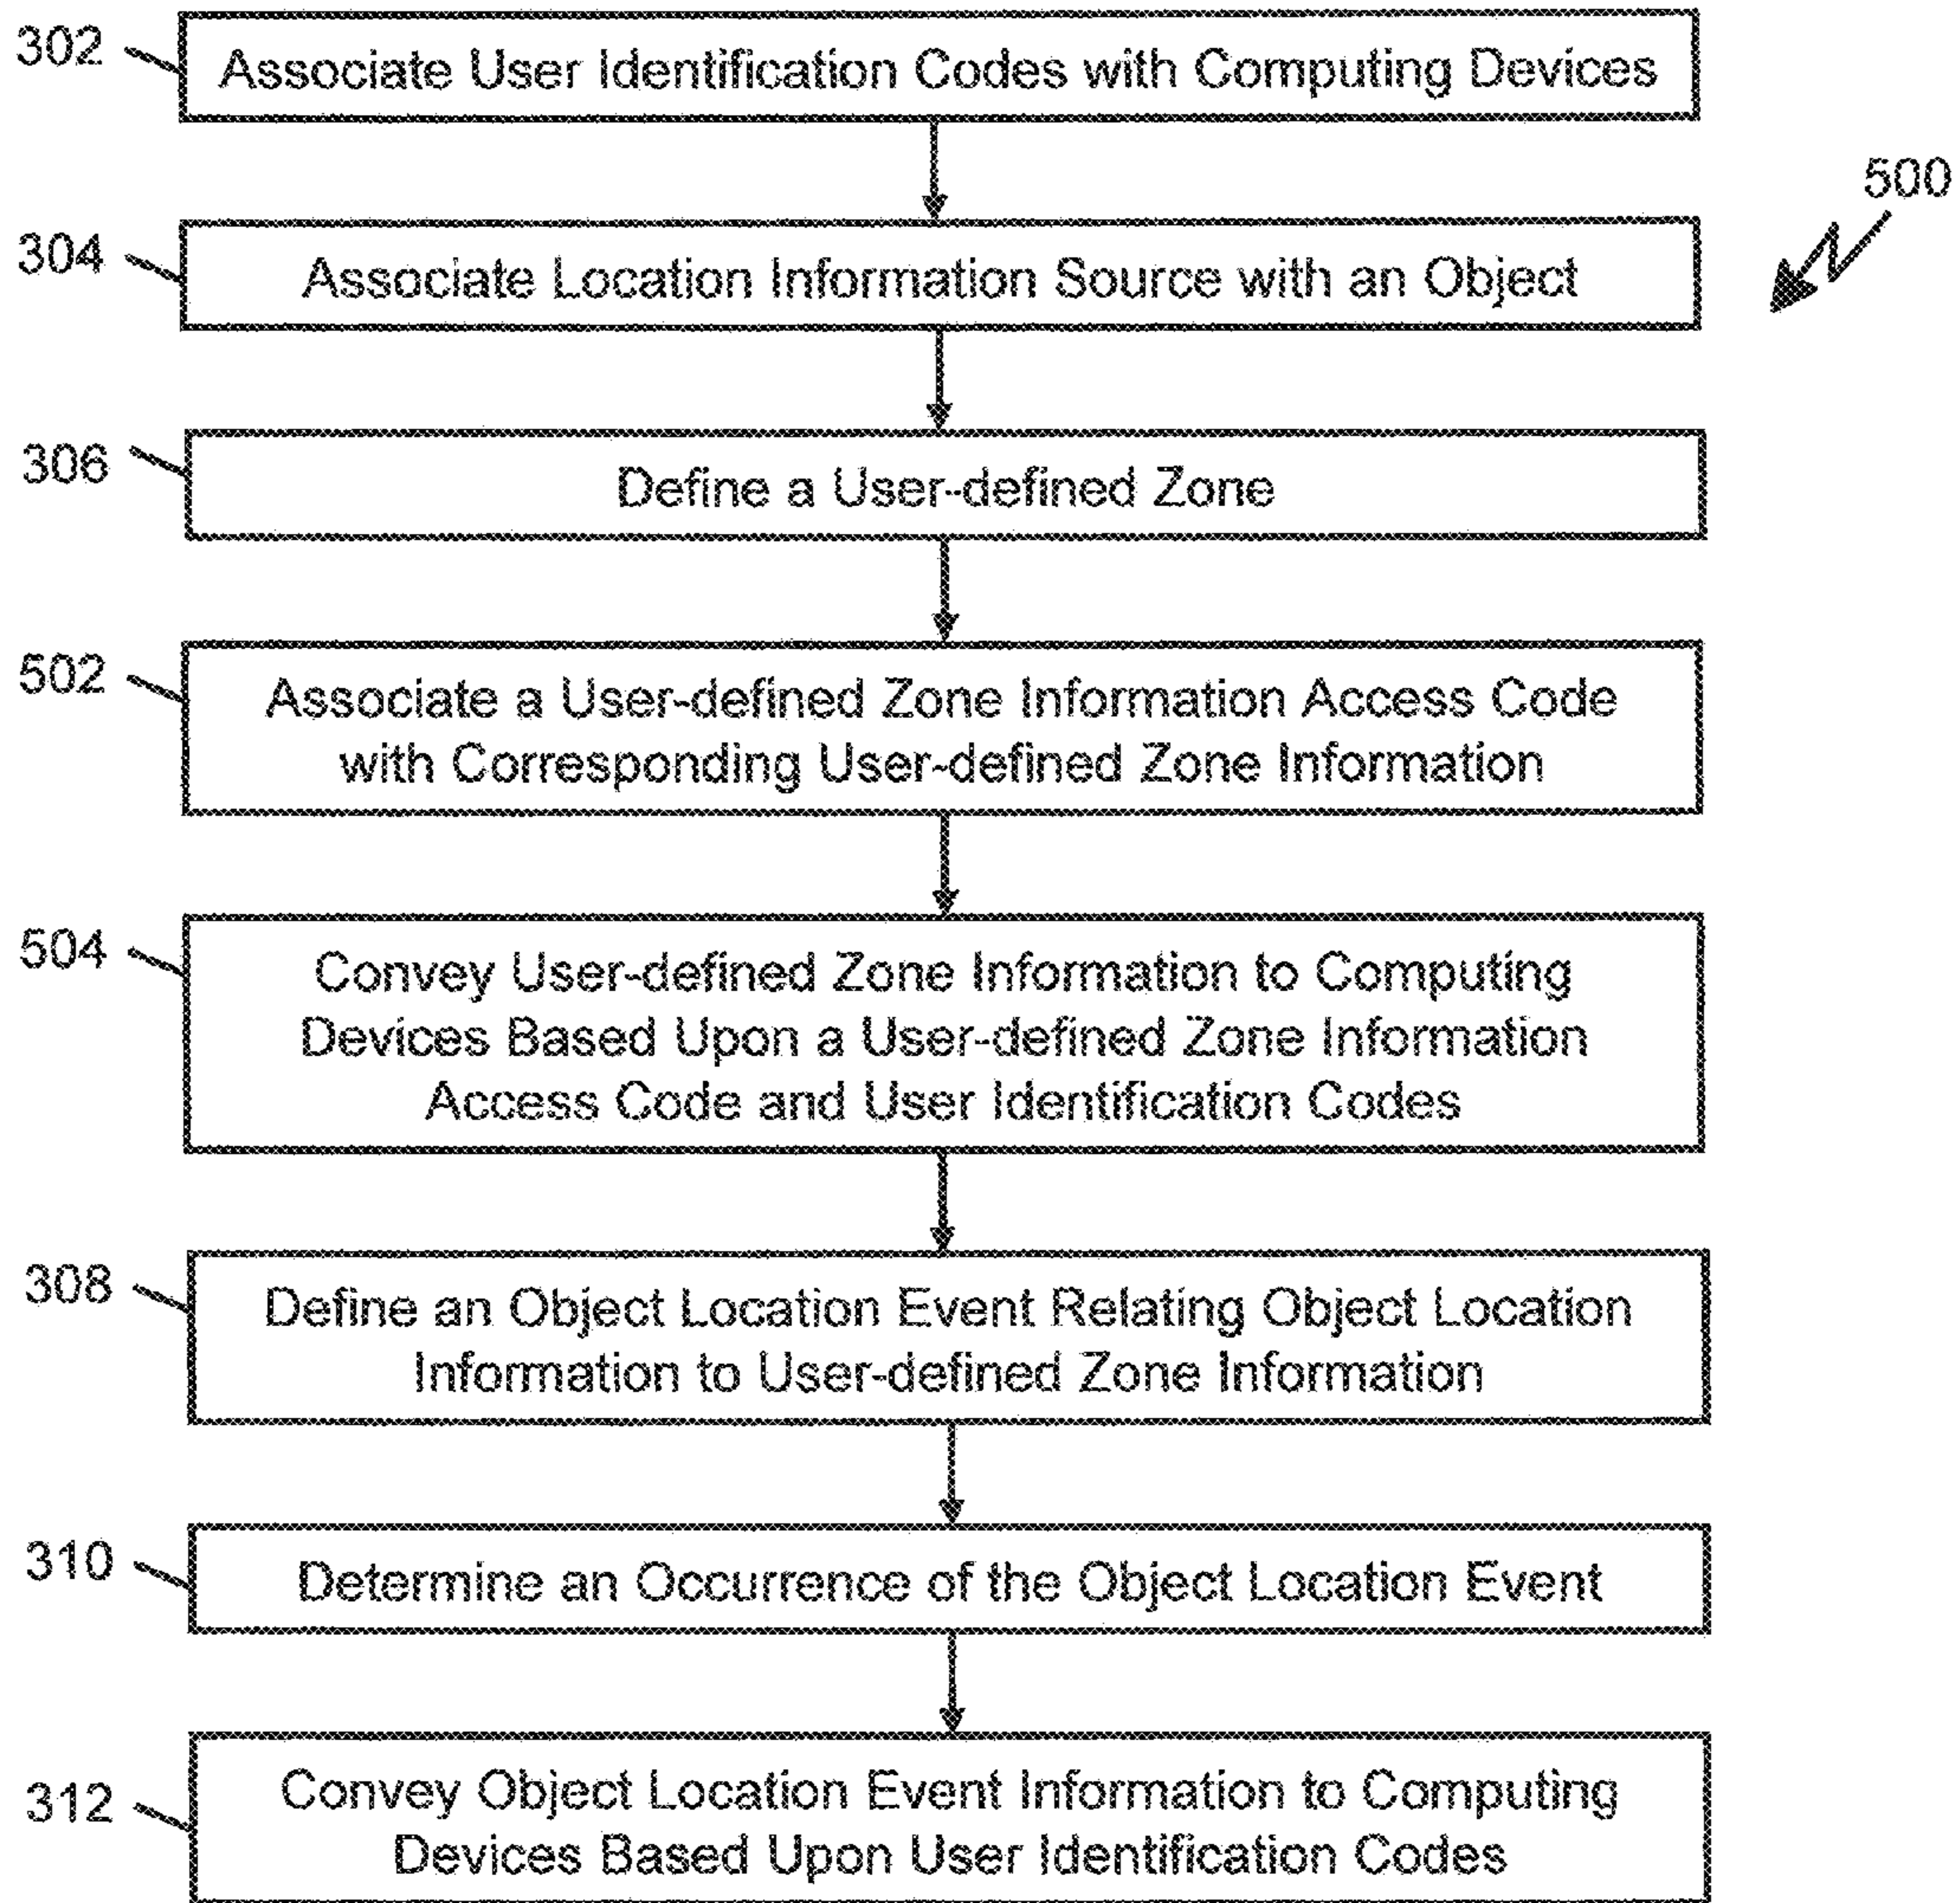 302
Associate User Identification Codes with Computing Devices
500
304
Associate Location Information Source with an Object
306
Define a User-defined Zone
502
Associate a User-defined Zone Information Access Code
with Corresponding User-defined Zone Information
504
Convey User-defined Zone Information to Computing
Devices Based Upon a User-defined Zone Information
Access Code and User Identification Codes
308
Define an Object Location Event Relating Object Location
Information to User-defined Zone Information
310
Determine an Occurrence of the Object Location Event
312
Convey Object Location Event Information to Computing
Devices Based Upon User Identification Codes